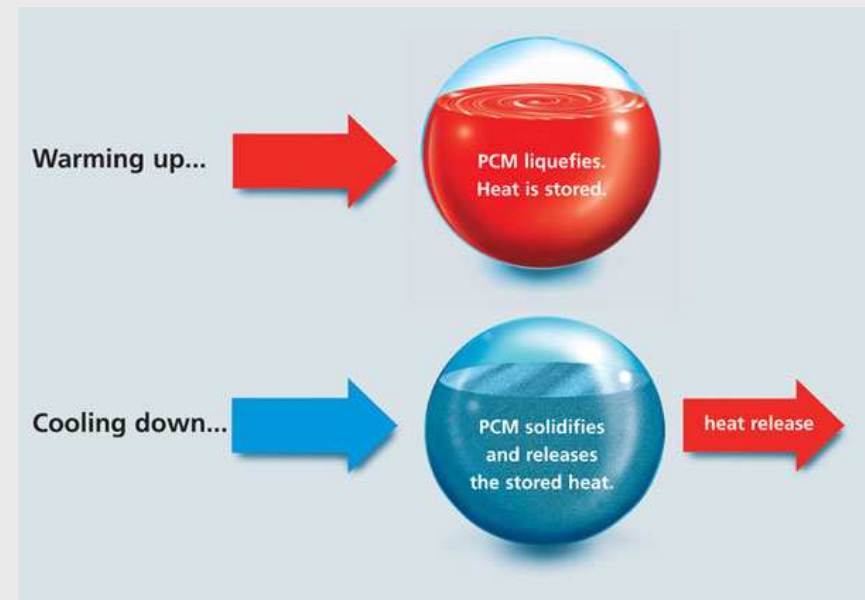 Warming up...
PCM liquefies.
Heat is stored.
Cooling down...
PCM solidifies
and releases
the stored heat.
heat release